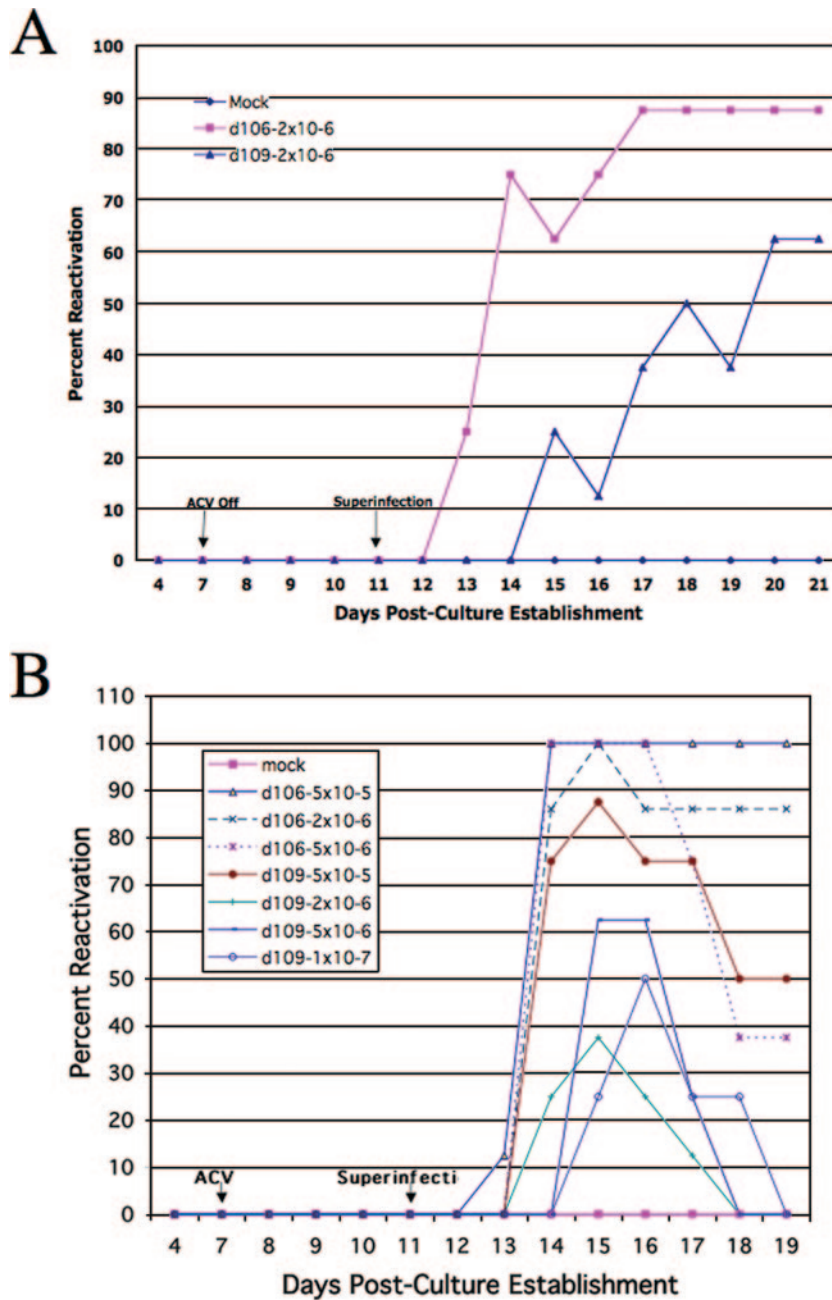 A
100
90
80
70
60
50
40
30
20
10
0
Percent Reactivation
Mock
d106-2x10-6
d109-2x10-6
ACV Off
Superinfection
4 7 8 9 10 11 12 13 14 15 16 17 18 19 20 21
Days Post-Culture Establishment
B
110
100
90
80
70
60
50
40
30
20
10
0
Percent Reactivation
mock
d106-5x10-5
d106-2x10-6
d106-5x10-6
d109-5x10-5
d109-2x10-6
d109-5x10-6
d109-1x10-7
ACV
Superinfecti
4 7 8 9 10 11 12 13 14 15 16 17 18 19
Days Post-Culture Establishment